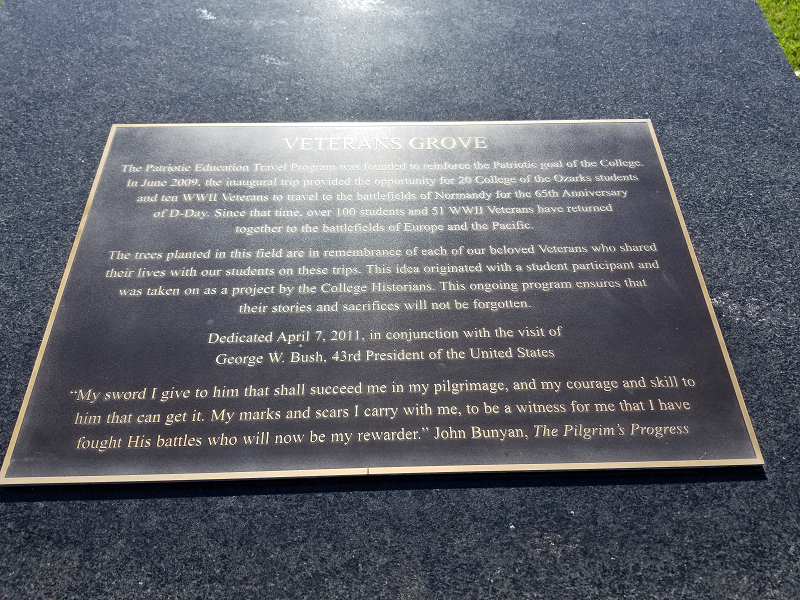 VETERANS GROVE
The Patriotic Education Travel Program was founded to reinforce the Patriotic goal of the College.
In June 2009, the inaugural trip provided the opportunity for 20 College of the Ozarks students
and ten WWII Veterans to travel to the battlefields of Normandy for the 65th Anniversary
of D-Day. Since that time, over 100 students and 51 WWII Veterans have returned
together to the battlefields of Europe and the Pacific.
The trees planted in this field are in remembrance of each of our beloved Veterans who shared
their lives with our students on these trips. This idea originated with a student participant and
was taken on as a project by the College Historians. This ongoing program ensures that
their stories and sacrifices will not be forgotten.
Dedicated April 7, 2011, in conjunction with the visit of
George W. Bush, 43rd President of the United States
“My sword I give to him that shall succeed me in my pilgrimage, and my courage and skill to
him that can get it. My marks and scars I carry with me, to be a witness for me that I have
fought His battles who will now be my rewarder.” John Bunyan, The Pilgrim's Progress